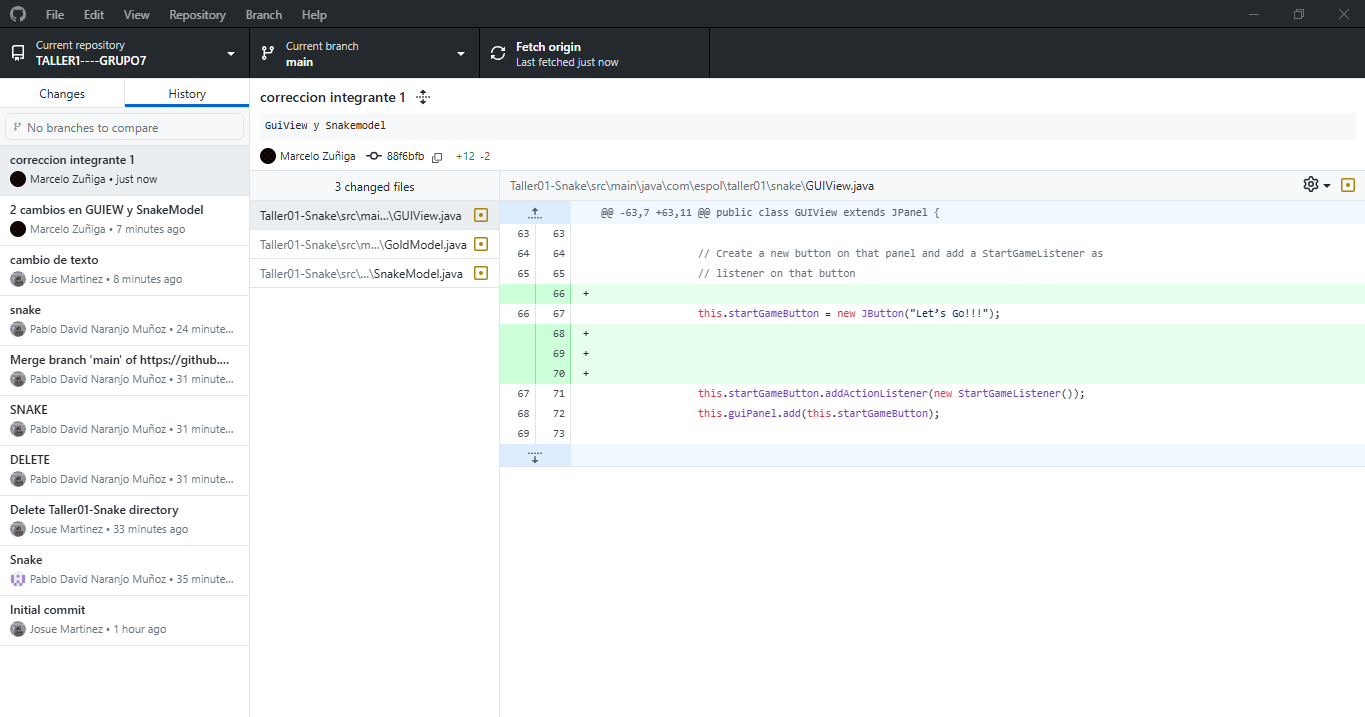 File Edit View Repository Branch Help
Current repository
TALLER1----GRUPO7
Current branch
main
Fetch origin
Last fetched just now
Changes
History
No branches to compare
correccion integrante 1
Marcelo Zuñiga • just now
2 cambios en GUIEW y SnakeModel
Marcelo Zuñiga • 7 minutes ago
cambio de texto
Josue Martinez • 8 minutes ago
snake
Pablo David Naranjo Muñoz • 24 minute...
Merge branch 'main' of https://github....
Pablo David Naranjo Muñoz • 31 minute...
SNAKE
Pablo David Naranjo Muñoz • 31 minute...
DELETE
Pablo David Naranjo Muñoz • 31 minute...
Delete Taller01-Snake directory
Josue Martinez • 33 minutes ago
Snake
Pablo David Naranjo Muñoz • 35 minute...
Initial commit
Josue Martinez • 1 hour ago
correccion integrante 1
GuiView y Snakemodel
Marcelo Zuñiga 88f6bfb +12 -2
3 changed files
Taller01-Snake\src\mai...\GUIView.java
Taller01-Snake\src\m...\GoldModel.java
Taller01-Snake\src\...\SnakeModel.java
Taller01-Snake\src\main\java\com\espol\taller01\snake\GUIView.java
@@ -63,7 +63,11 @@ public class GUIView extends JPanel {
63 63
64 64 // Create a new button on that panel and add a StartGameListener as
65 65 // listener on that button
66 +
66 67 this.startGameButton = new JButton("Let’s Go!!!");
68 +
69 +
70 +
67 71 this.startGameButton.addActionListener(new StartGameListener());
68 72 this.guiPanel.add(this.startGameButton);
69 73